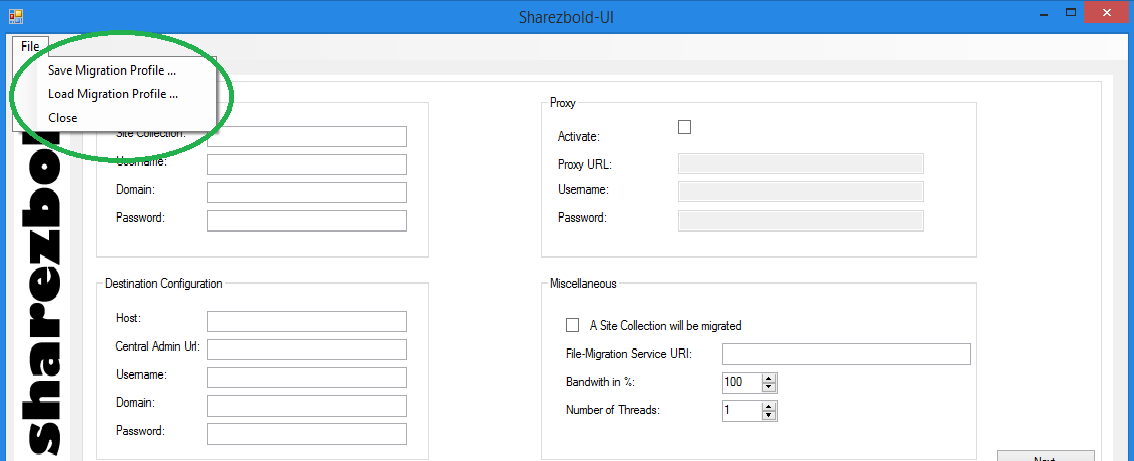 Sharezbold-UI
File
Save Migration Profile ...
Load Migration Profile ...
Close
Site Collection:
Username:
Domain:
Password:
Proxy
Activate:
Proxy URL:
Username:
Password:
Destination Configuration
Host:
Central Admin Url:
Username:
Domain:
Password:
Miscellaneous
A Site Collection will be migrated
File-Migration Service URI:
Bandwith in %:
100
Number of Threads:
1
Next
sharezbol